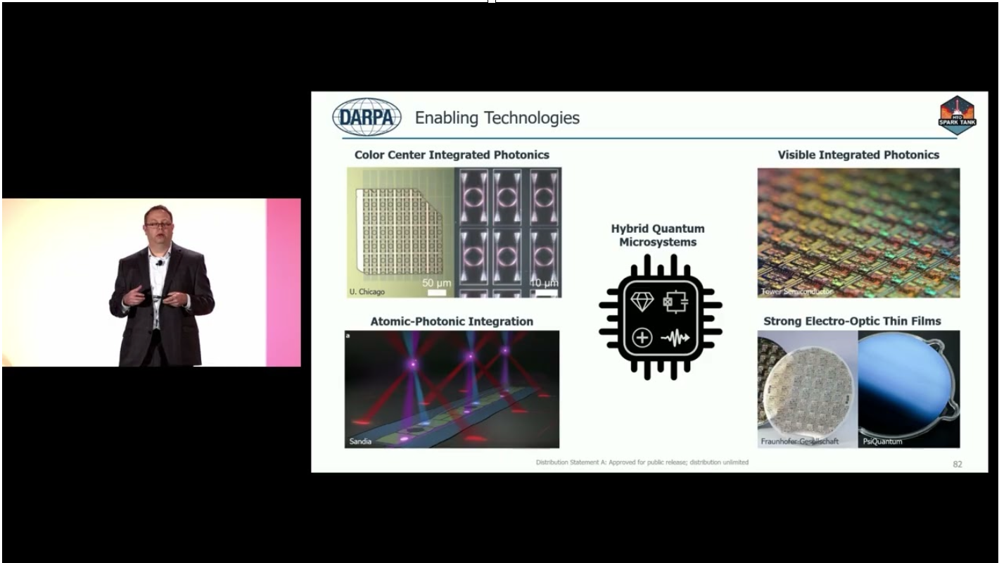 DARPA
Enabling Technologies
MTO
SPARK TANK
Color Center Integrated Photonics
50 µm
10 µm
U. Chicago
Visible Integrated Photonics
Tower Semiconductor
Hybrid Quantum
Microsystems
Atomic-Photonic Integration
a
Sandia
Strong Electro-Optic Thin Films
Fraunhofer Gesellschaft
PsiQuantum
Distribution Statement A: Approved for public release; distribution unlimited
82